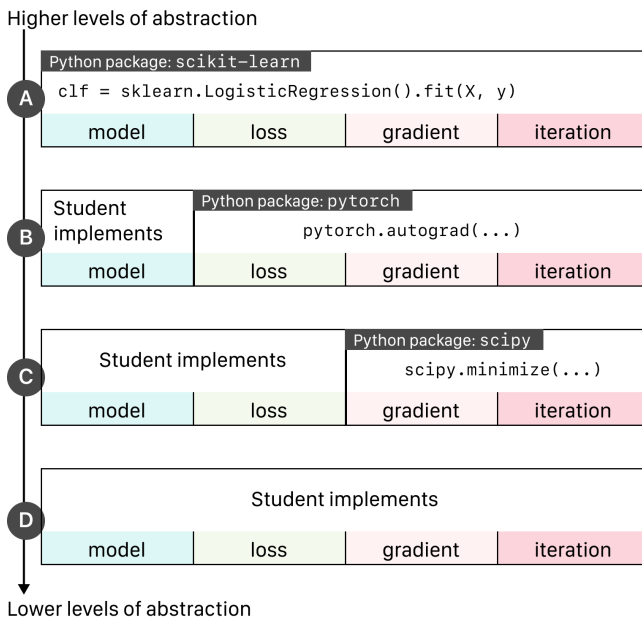 Higher levels of abstraction
Python package: scikit-learn
A
clf = sklearn.LogisticRegression().fit(X, y)
model loss gradient iteration
Student
implements
Python package: pytorch
B
pytorch.autograd(...)
model loss gradient iteration
Python package: scipy
Student implements
C
scipy.minimize(...)
model loss gradient iteration
Student implements
D
model loss gradient iteration
Lower levels of abstraction